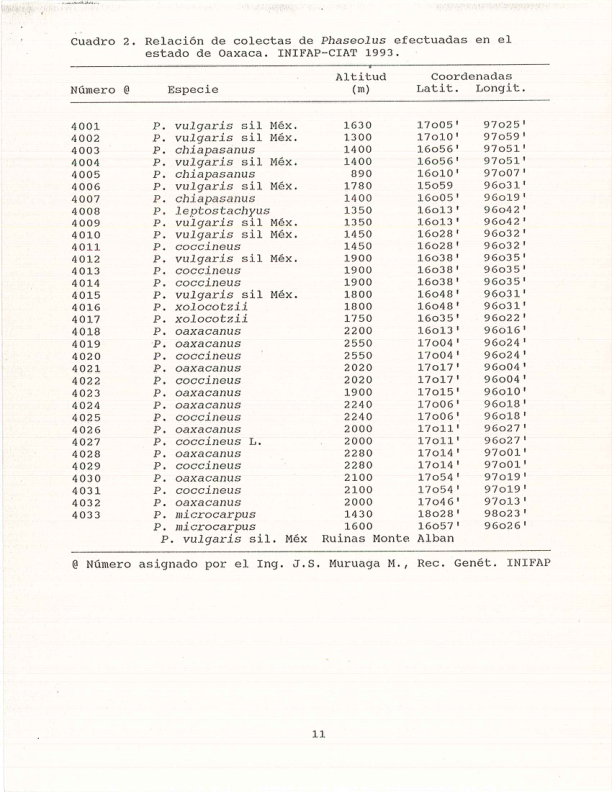 Cuadro 2. Relación de colectas de Phaseolus efectuadas en el
estado de Oaxaca. INIFAP-CIAT 1993.
Altitud Coordenadas
Número @ Especie (m) Latit. Longit.
4001 P. vulgaris sil Méx. 1630 17o05' 97o25'
4002 P. vulgaris sil Méx. 1300 17o10' 97o59'
4003 P. chiapasanus 1400 16o56' 97o51'
4004 P. vulgaris sil Méx. 1400 16o56' 97o51'
4005 P. chiapasanus 890 16o10' 97o07'
4006 P. vulgaris sil Méx. 1780 15o59 96o31'
4007 P. chiapasanus 1400 16o05' 96o19'
4008 P. leptostachyus 1350 16o13' 96o42'
4009 P. vulgaris sil Méx. 1350 16o13' 96o42'
4010 P. vulgaris sil Méx. 1450 16o28' 96o32'
4011 P. coccineus 1450 16o28' 96o32'
4012 P. vulgaris sil Méx. 1900 16o38' 96o35'
4013 P. coccineus 1900 16o38' 96o35'
4014 P. coccineus 1900 16o38' 96o35'
4015 P. vulgaris sil Méx. 1800 16o48' 96o31'
4016 P. xolocotzii 1800 16o48' 96o31'
4017 P. xolocotzii 1750 16o35' 96o22'
4018 P. oaxacanus 2200 16o13' 96o16'
4019 P. oaxacanus 2550 17o04' 96o24'
4020 P. coccineus 2550 17o04' 96o24'
4021 P. oaxacanus 2020 17o17' 96o04'
4022 P. coccineus 2020 17o17' 96o04'
4023 P. oaxacanus 1900 17o15' 96o10'
4024 P. oaxacanus 2240 17o06' 96o18'
4025 P. coccineus 2240 17o06' 96o18'
4026 P. oaxacanus 2000 17o11' 96o27'
4027 P. coccineus L. 2000 17o11' 96o27'
4028 P. oaxacanus 2280 17o14' 97o01'
4029 P. coccineus 2280 17o14' 97o01'
4030 P. oaxacanus 2100 17o54' 97o19'
4031 P. coccineus 2100 17o54' 97o19'
4032 P. oaxacanus 2000 17o46' 97o13'
4033 P. microcarpus 1430 18o28' 98o23'
P. microcarpus 1600 16o57' 96o26'
P. vulgaris sil. Méx Ruinas Monte Alban
@ Número asignado por el Ing. J.S. Muruaga M., Rec. Genét. INIFAP
11